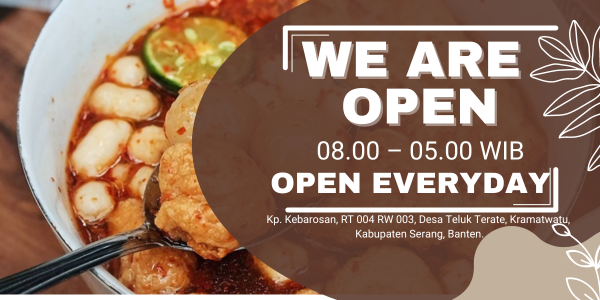 WE ARE
OPEN
08.00 – 05.00 WIB
OPEN EVERYDAY
Kp. Kebarosan, RT 004 RW 003, Desa Teluk Terate, Kramatwatu,
Kabupaten Serang, Banten.